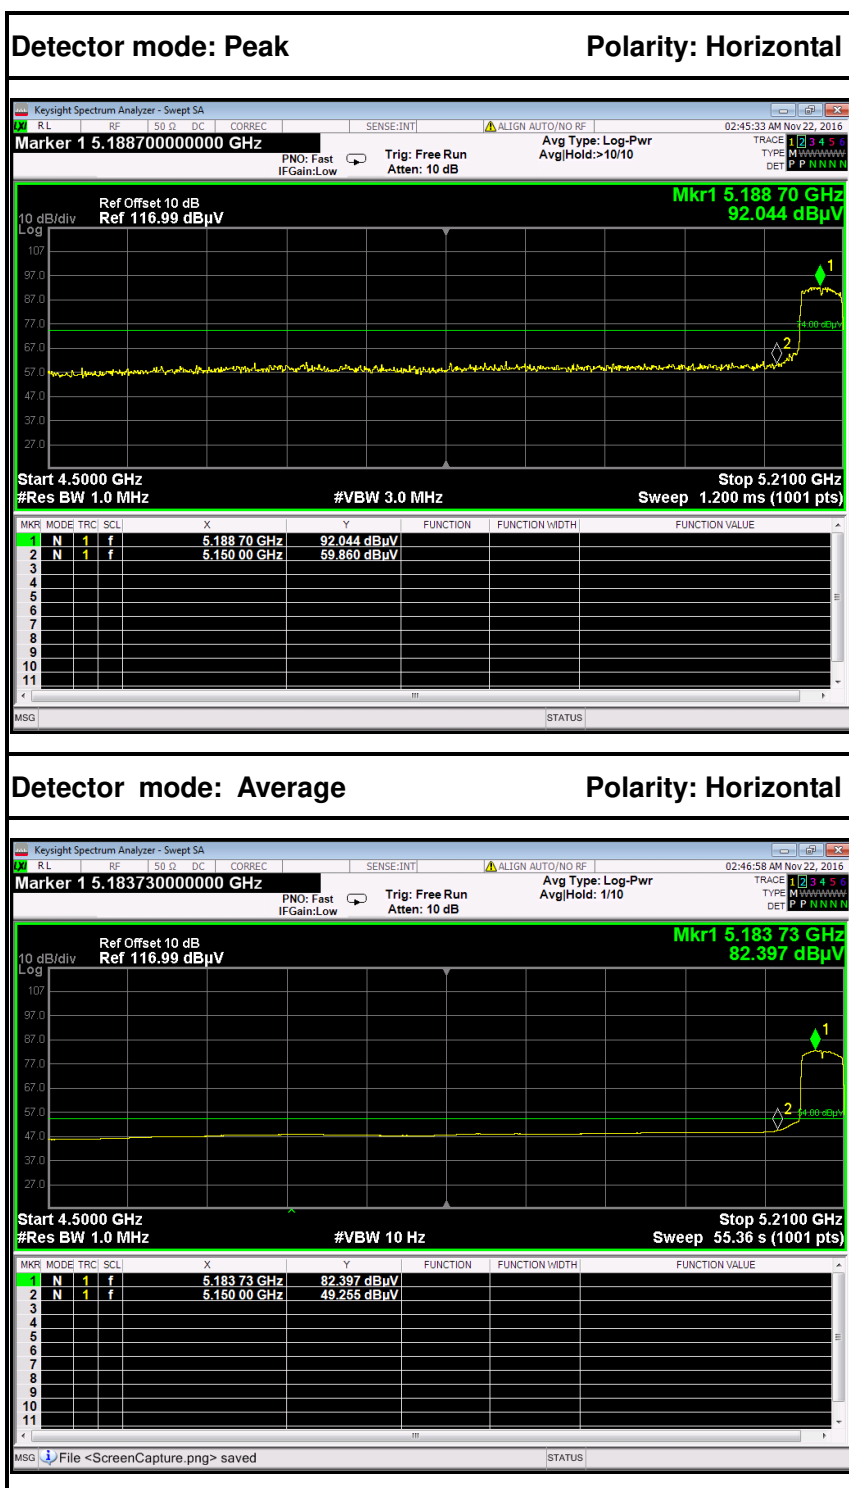 Detector mode: Peak Polarity: Horizontal
Keysight Spectrum Analyzer - Swept SA
LXI RL RF 50 Ω DC CORREC SENSE:INT ALIGN AUTO/NO RF 02:45:33 AM Nov 22, 2016
Marker 1 5.188700000000 GHz
PNO: Fast
IFGain:Low
Trig: Free Run
Atten: 10 dB
Avg Type: Log-Pwr
Avg|Hold:>10/10
TRACE 1 2 3 4 5 6
TYPE M WWWWW
DET P P N N N N
Mkr1 5.188 70 GHz
92.044 dBµV
10 dB/div
Log
Ref Offset 10 dB
Ref 116.99 dBµV
107
97.0
87.0
77.0
67.0
57.0
47.0
37.0
27.0
1
74.00 dBµV
2
Start 4.5000 GHz Stop 5.2100 GHz
#Res BW 1.0 MHz #VBW 3.0 MHz Sweep 1.200 ms (1001 pts)
MKR MODE TRC SCL X Y FUNCTION FUNCTION WIDTH FUNCTION VALUE
1 N 1 f 5.188 70 GHz 92.044 dBµV
2 N 1 f 5.150 00 GHz 59.860 dBµV
3
4
5
6
7
8
9
10
11
MSG STATUS
Detector mode: Average Polarity: Horizontal
Keysight Spectrum Analyzer - Swept SA
LXI RL RF 50 Ω DC CORREC SENSE:INT ALIGN AUTO/NO RF 02:46:58 AM Nov 22, 2016
Marker 1 5.183730000000 GHz
PNO: Fast
IFGain:Low
Trig: Free Run
Atten: 10 dB
Avg Type: Log-Pwr
Avg|Hold: 1/10
TRACE 1 2 3 4 5 6
TYPE M WWWWW
DET P P N N N N
Mkr1 5.183 73 GHz
82.397 dBµV
10 dB/div
Log
Ref Offset 10 dB
Ref 116.99 dBµV
107
97.0
87.0
77.0
67.0
57.0
47.0
37.0
27.0
1
2
54.00 dBµV
Start 4.5000 GHz Stop 5.2100 GHz
#Res BW 1.0 MHz #VBW 10 Hz Sweep 55.36 s (1001 pts)
MKR MODE TRC SCL X Y FUNCTION FUNCTION WIDTH FUNCTION VALUE
1 N 1 f 5.183 73 GHz 82.397 dBµV
2 N 1 f 5.150 00 GHz 49.255 dBµV
3
4
5
6
7
8
9
10
11
MSG File <ScreenCapture.png> saved STATUS